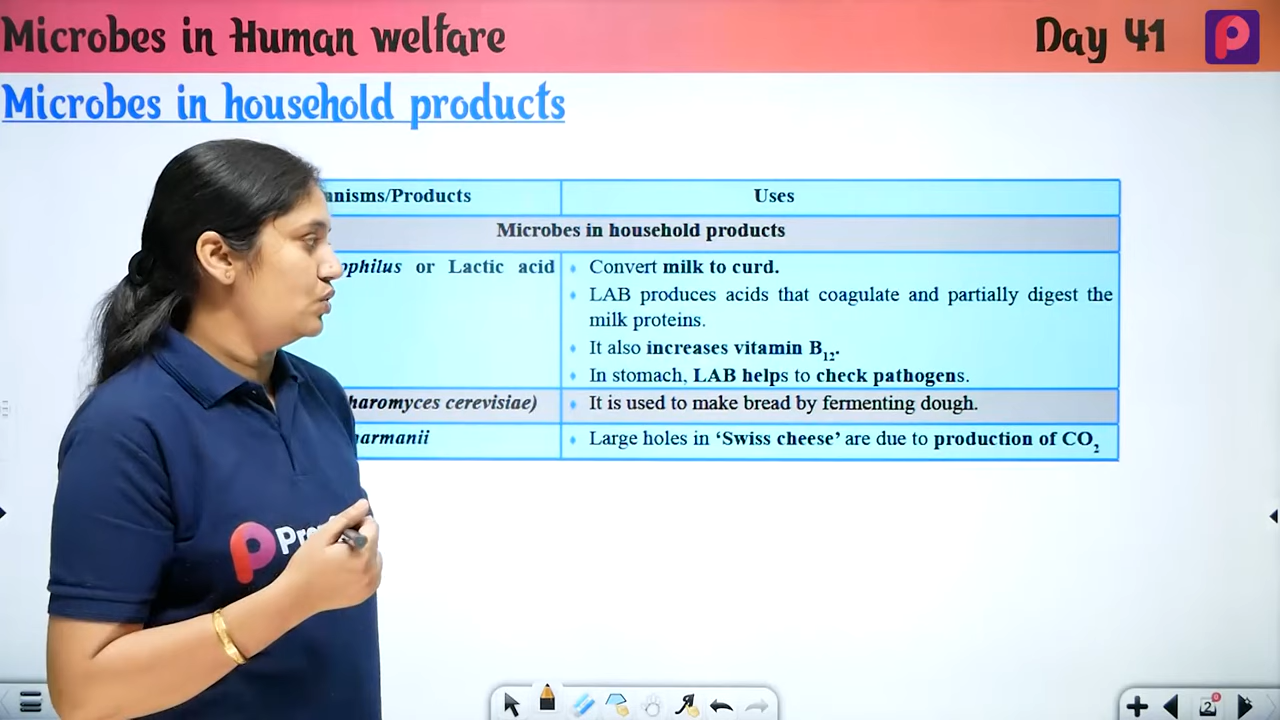 Microbes in Human welfare
Day 41
Microbes in household products
anisms/Products
Uses
Microbes in household products
ophilus or Lactic acid
Convert milk to curd.
LAB produces acids that coagulate and partially digest the
milk proteins.
It also increases vitamin B12.
In stomach, LAB helps to check pathogens.
haromyces cerevisiae)
It is used to make bread by fermenting dough.
harmanii
Large holes in ‘Swiss cheese’ are due to production of CO2
2